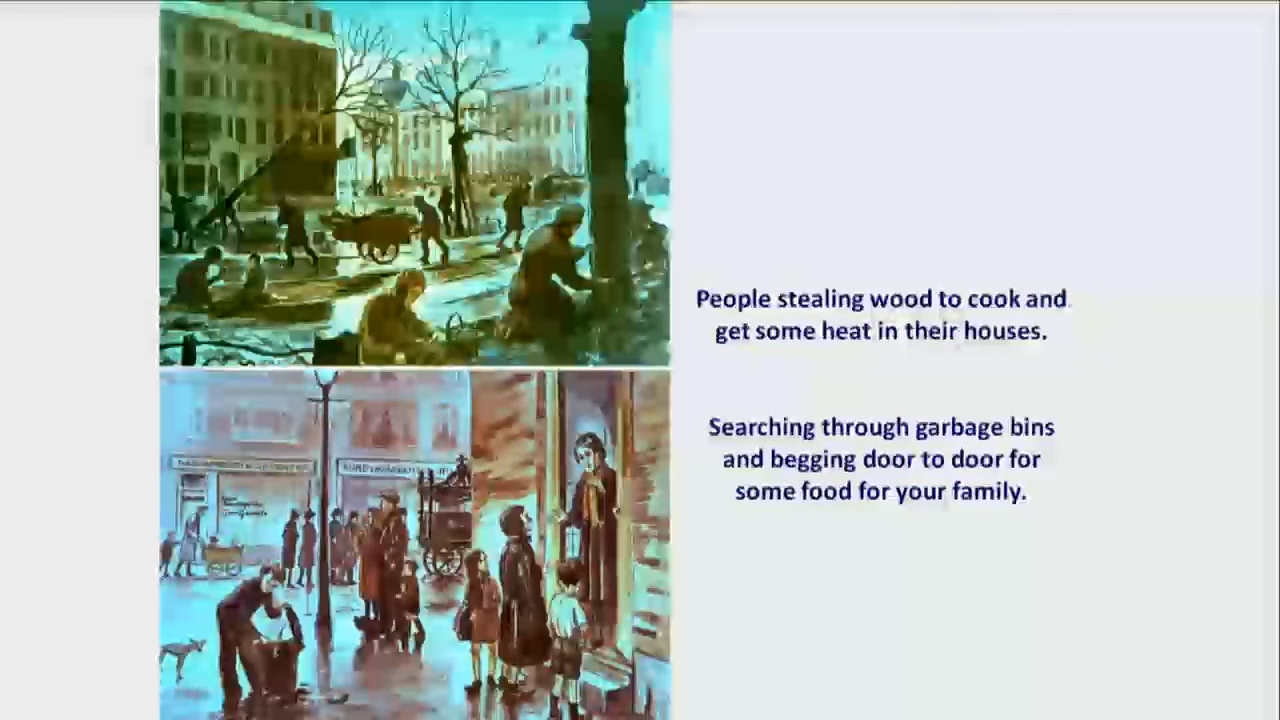 People stealing wood to cook and
get some heat in their houses.
Searching through garbage bins
and begging door to door for
some food for your family.